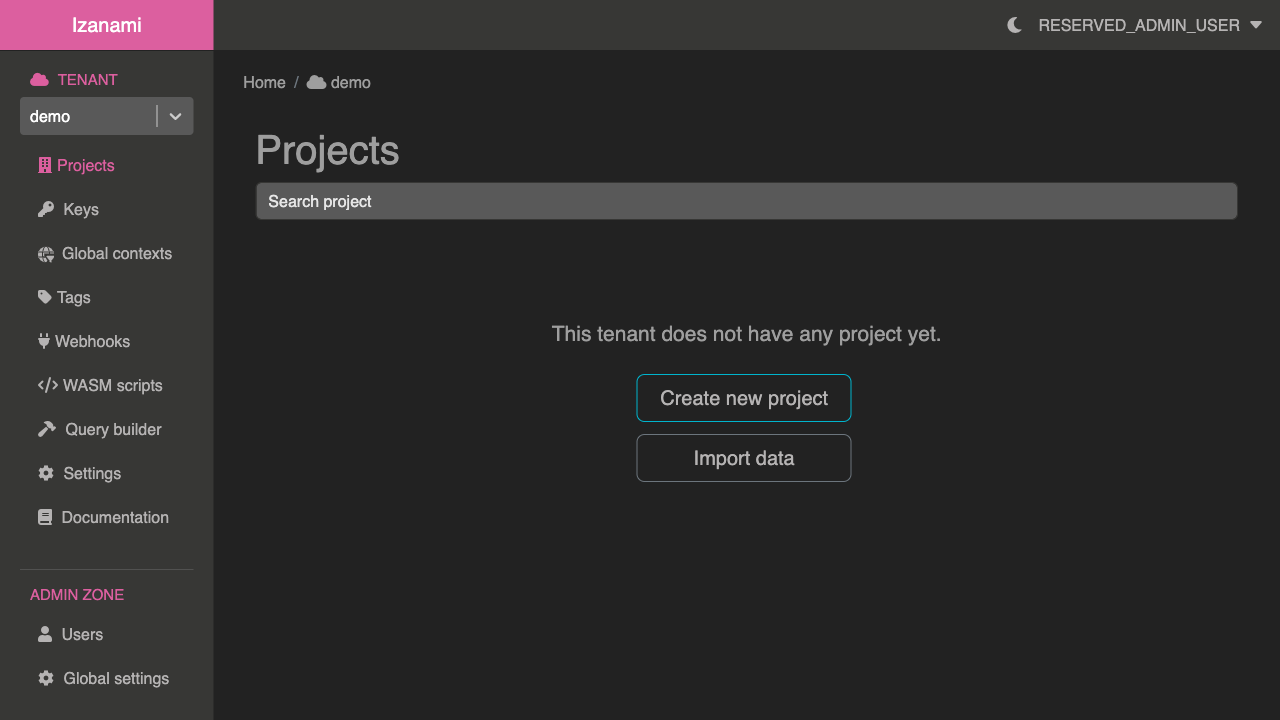 Izanami
RESERVED_ADMIN_USER
TENANT
demo
Projects
Keys
Global contexts
Tags
Webhooks
WASM scripts
Query builder
Settings
Documentation
ADMIN ZONE
Users
Global settings
Home / demo
Projects
Search project
This tenant does not have any project yet.
Create new project
Import data